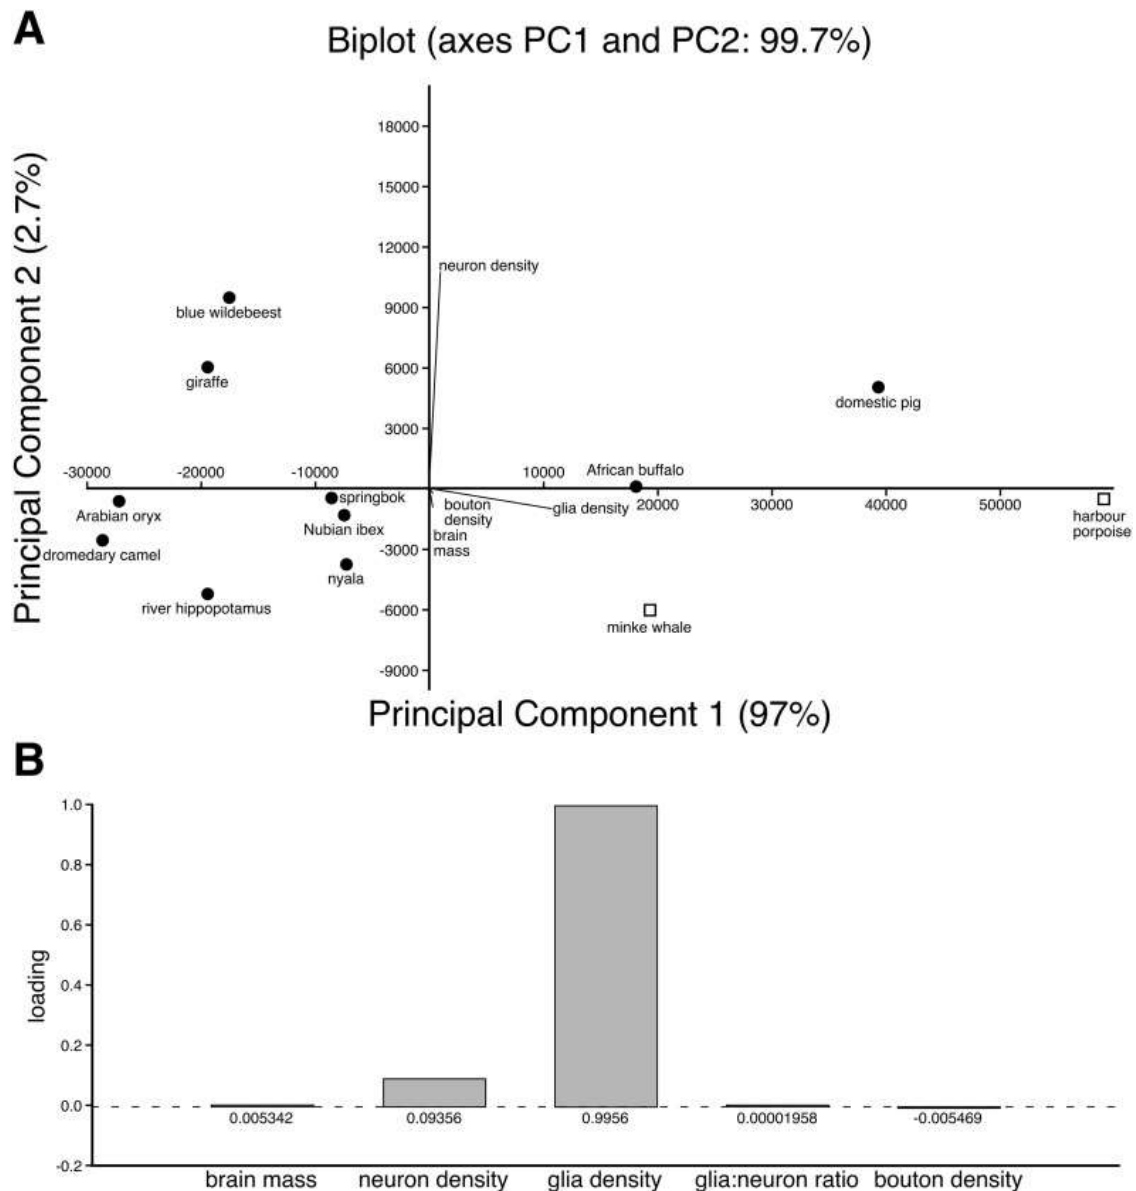 A
Biplot (axes PC1 and PC2: 99.7%)
Principal Component 2 (2.7%)
18000
15000
12000
neuron density
9000
blue wildebeest
6000
giraffe
domestic pig
3000
-30000 -20000 -10000 10000 African buffalo
springbok
bouton
density
glia density
20000 30000 40000 50000
Arabian oryx
Nubian ibex
harbour
porpoise
brain
mass
-3000
dromedary camel
nyala
river hippopotamus
-6000
minke whale
-9000
Principal Component 1 (97%)
B
loading
1.0
0.8
0.6
0.4
0.2
0.0
-0.2
0.005342 0.09356 0.9956 0.00001958 -0.005469
brain mass neuron density glia density glia:neuron ratio bouton density